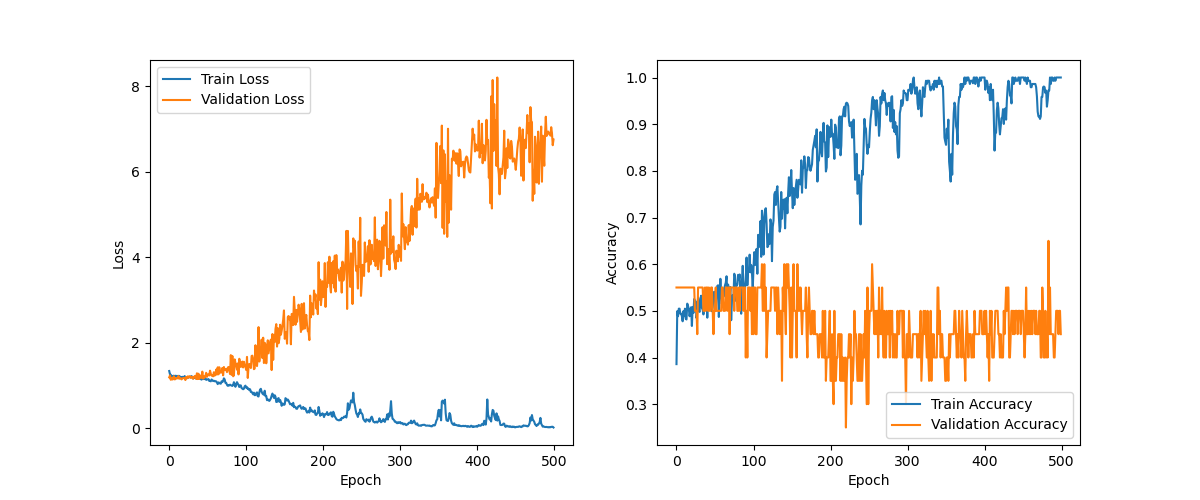 Train Loss
Validation Loss
8
6
4
2
0
Loss
0 100 200 300 400 500
Epoch
1.0
0.9
0.8
0.7
0.6
0.5
0.4
0.3
Accuracy
Train Accuracy
Validation Accuracy
0 100 200 300 400 500
Epoch